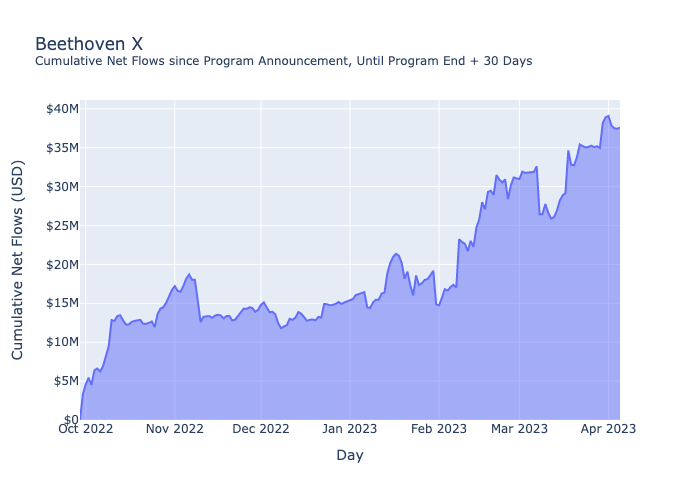 Beethoven X
Cumulative Net Flows since Program Announcement, Until Program End + 30 Days
Cumulative Net Flows (USD)
$40M
$35M
$30M
$25M
$20M
$15M
$10M
$5M
$0
Oct 2022 Nov 2022 Dec 2022 Jan 2023 Feb 2023 Mar 2023 Apr 2023
Day